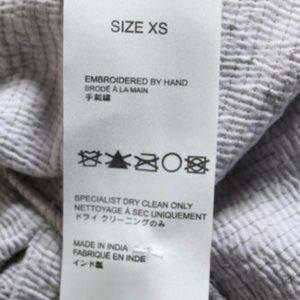 SIZE XS
EMBROIDERED BY HAND
BRODÉ À LA MAIN
手刺繍
SPECIALIST DRY CLEAN ONLY
NETTOYAGE À SEC UNIQUEMENT
ドライ クリーニングのみ
MADE IN INDIA
FABRIQUÉ EN INDE
インド製